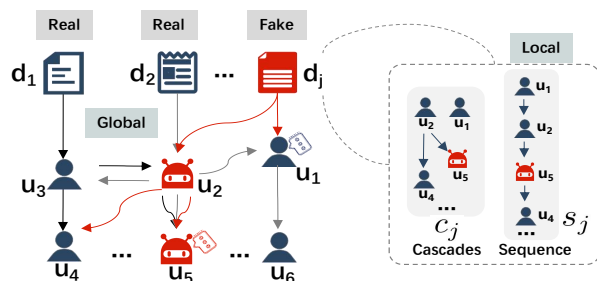 Real Real Fake
Local
d1 d2 ... dj
Global
u1
u2 u1
u2
u5
u5
u4
u4
... ...
cj sj
Cascades Sequence
u3 u2 u1
u4 ... u5 u6